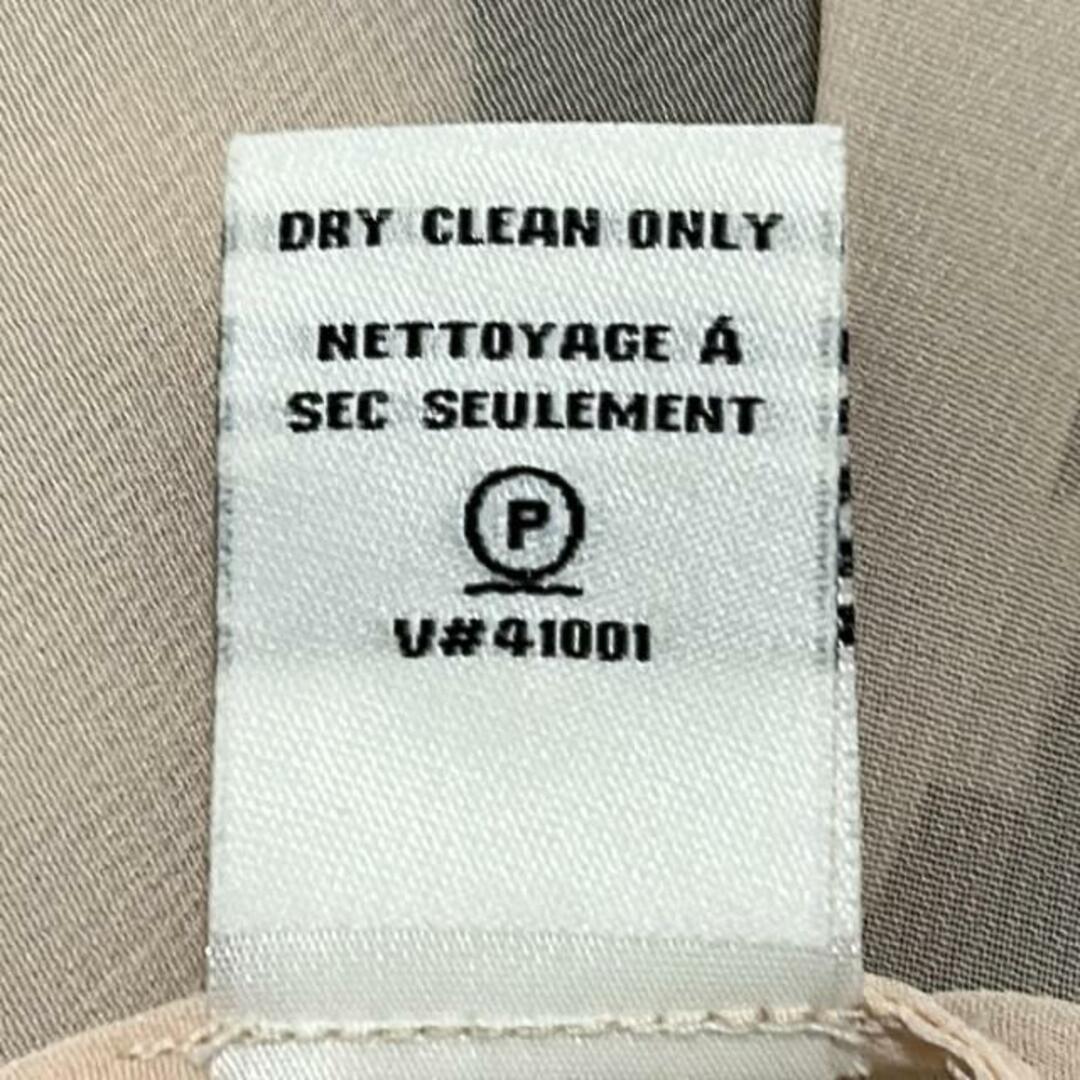 DRY CLEAN ONLY
NETTOYAGE Á
SEC SEULEMENT
P
V#41001